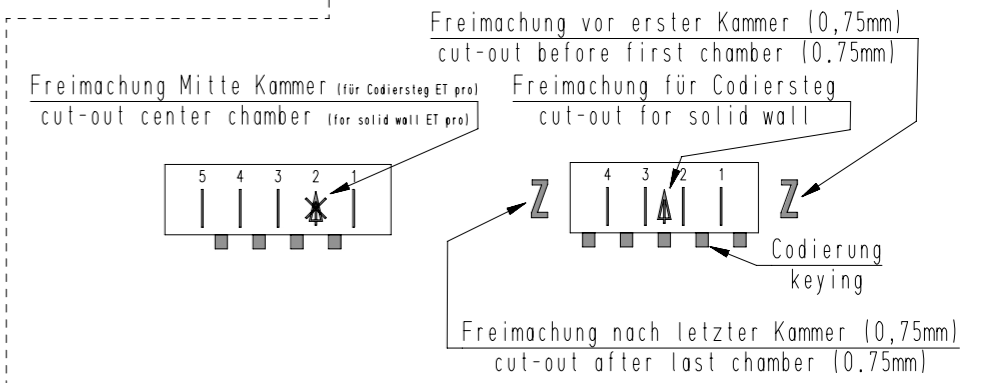 Freimachung vor erster Kammer (0,75mm)
cut-out before first chamber (0.75mm)
Freimachung Mitte Kammer (für Codiersteg ET pro)
cut-out center chamber (for solid wall ET pro)
Freimachung für Codiersteg
cut-out for solid wall
5 4 3 2 1
Z 4 3 2 1 Z
Codierung
keying
Freimachung nach letzter Kammer (0,75mm)
cut-out after last chamber (0.75mm)